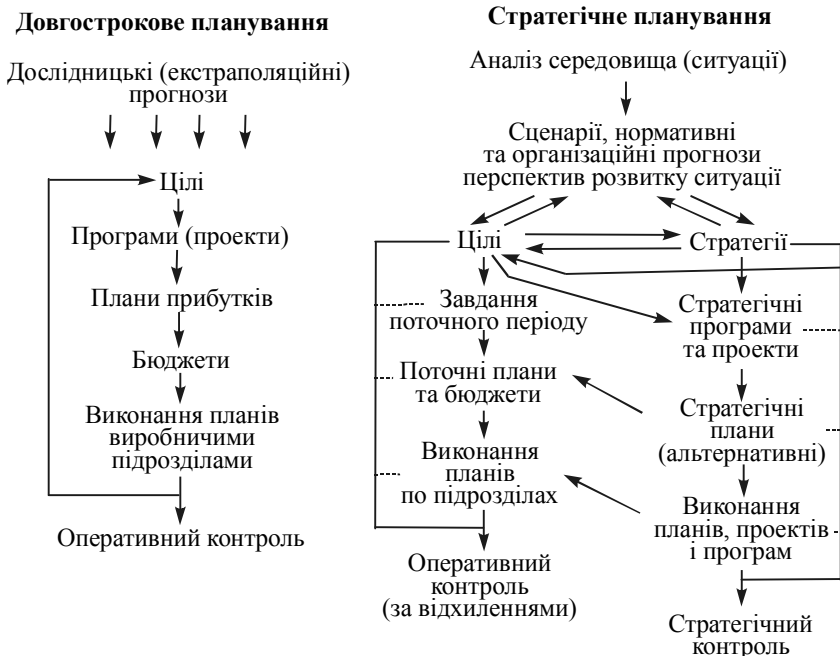 Довгострокове планування
Дослідницькі (екстраполяційні)
прогнози
Цілі
Програми (проекти)
Плани прибутків
Бюджети
Виконання планів
виробничими
підрозділами
Оперативний контроль
Стратегічне планування
Аналіз середовища (ситуації)
Сценарії, нормативні
та організаційні прогнози
перспектив розвитку ситуації
Цілі
Стратегії
Завдання
поточного періоду
Поточні плани
та бюджети
Виконання
планів
по підрозділах
Оперативний
контроль
(за відхиленнями)
Стратегічні
програми
та проекти
Стратегічні
плани
(альтернативні)
Виконання
планів, проектів
і програм
Стратегічний
контроль